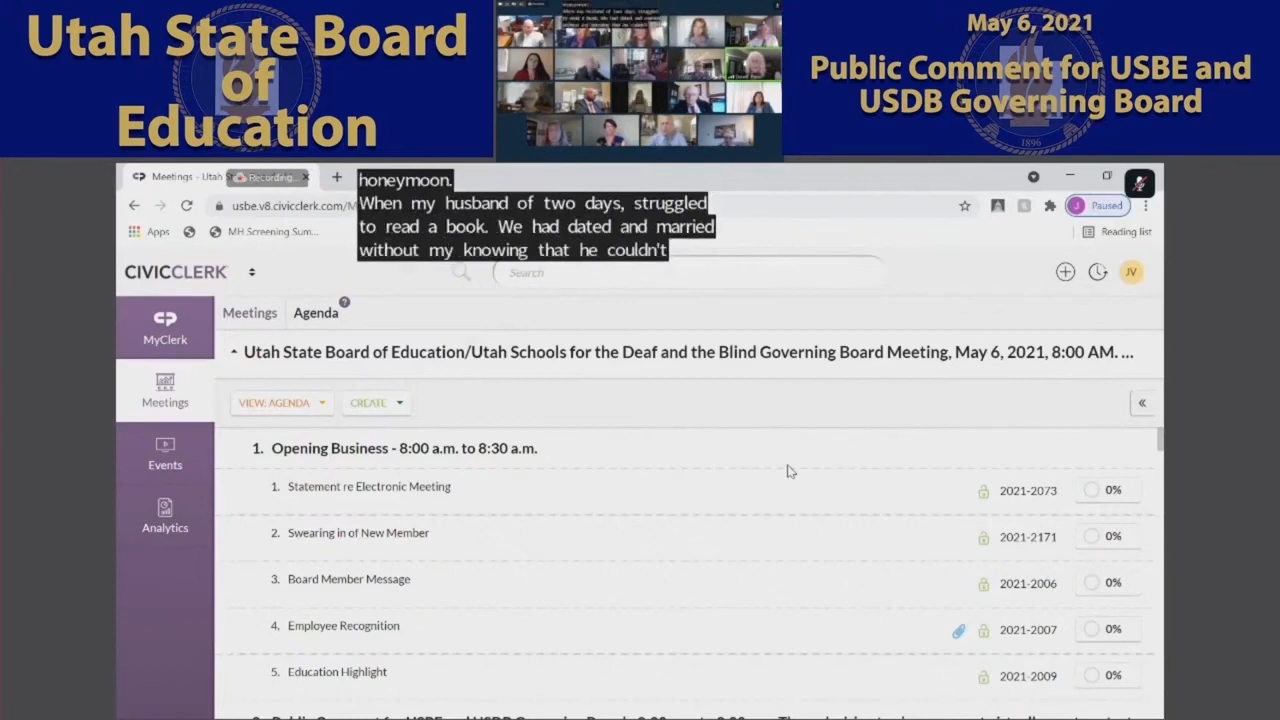 Utah State Board
of
Education
May 6, 2021
Public Comment for USBE and
USDB Governing Board
1896
Meetings - Utah
Recording...
honeymoon.
When my husband of two days, struggled
to read a book. We had dated and married
without my knowing that he couldn't
usbe.v8.civicclerk.com/
Paused
Apps
MH Screening Sum...
Reading list
CIVICCLERK
Search
JV
MyClerk
Meetings
Events
Analytics
Meetings
Agenda
?
Utah State Board of Education/Utah Schools for the Deaf and the Blind Governing Board Meeting, May 6, 2021, 8:00 AM. ...
VIEW: AGENDA
CREATE
1. Opening Business - 8:00 a.m. to 8:30 a.m.
1. Statement re Electronic Meeting 2021-2073 0%
2. Swearing in of New Member 2021-2171 0%
3. Board Member Message 2021-2006 0%
4. Employee Recognition 2021-2007 0%
5. Education Highlight 2021-2009 0%